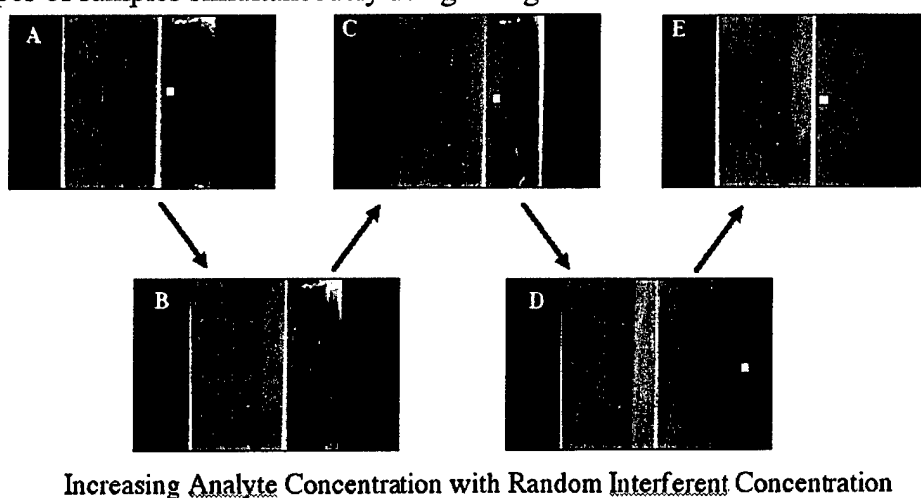 A C E
B D
Increasing Analyte Concentration with Random Interferent Concentration